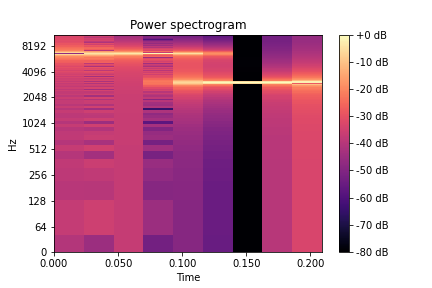 Power spectrogram
8192
4096
2048
1024
512
256
128
64
0
Hz
0.000 0.050 0.100 0.150 0.200
Time
+0 dB
-10 dB
-20 dB
-30 dB
-40 dB
-50 dB
-60 dB
-70 dB
-80 dB